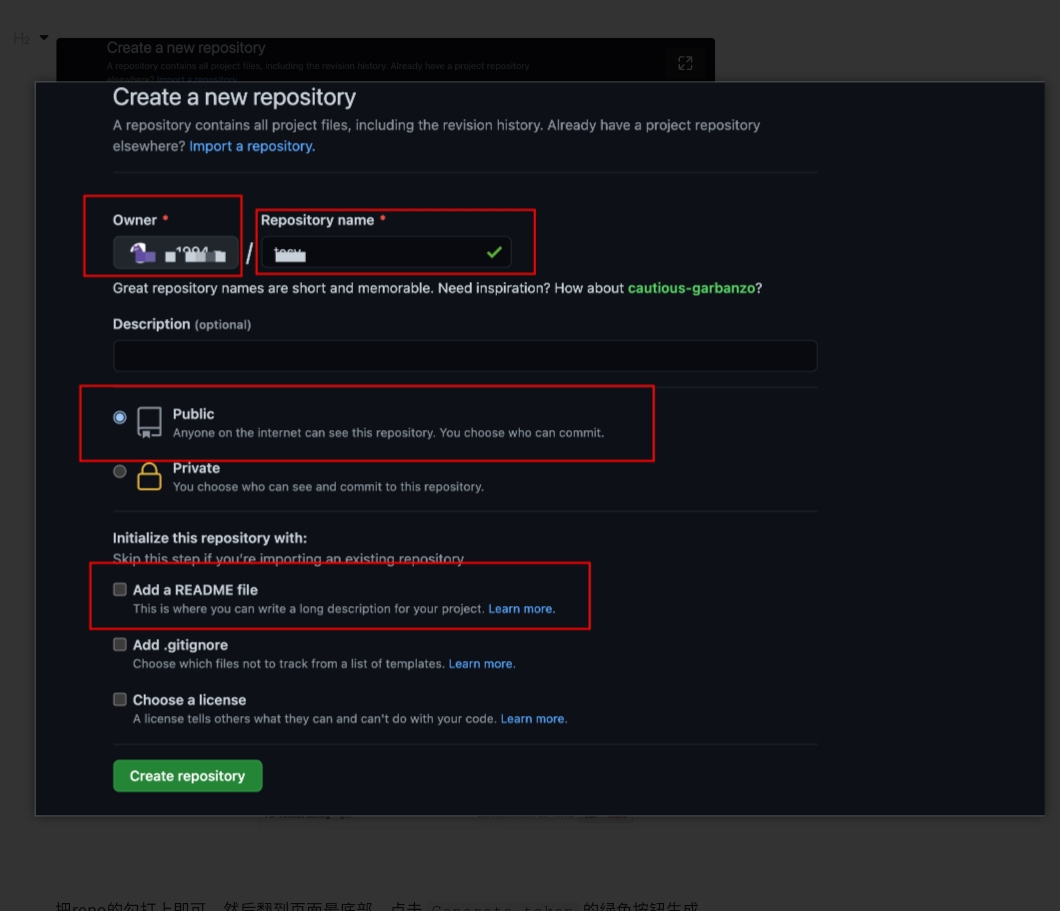 H₂
Create a new repository
A repository contains all project files, including the revision history. Already have a project repository
elsewhere? Import a repository.
Create a new repository
A repository contains all project files, including the revision history. Already have a project repository
elsewhere? Import a repository.
Owner * Repository name *
/
Great repository names are short and memorable. Need inspiration? How about cautious-garbanzo?
Description (optional)
Public
Anyone on the internet can see this repository. You choose who can commit.
Private
You choose who can see and commit to this repository.
Initialize this repository with:
Skip this step if you're importing an existing repository
Add a README file
This is where you can write a long description for your project. Learn more.
Add .gitignore
Choose which files not to track from a list of templates. Learn more.
Choose a license
A license tells others what they can and can't do with your code. Learn more.
Create repository
把repo的勾打上即可，然后翻到页面最底部，点击 Generate token 的绿色按钮生成